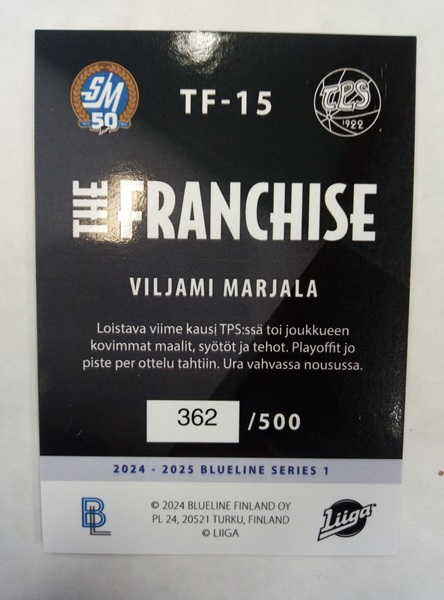 SM
50
TF-15
TPS
1922
THE FRANCHISE
VILJAMI MARJALA
Loistava viime kausi TPS:ssä toi joukkueen
kovimmat maalit, syötöt ja tehot. Playoffit jo
piste per ottelu tahtiin. Ura vahvassa nousussa.
362 /500
2024 - 2025 BLUELINE SERIES 1
BL
© 2024 BLUELINE FINLAND OY
PL 24, 20521 TURKU, FINLAND
© LIIGA
Liiga